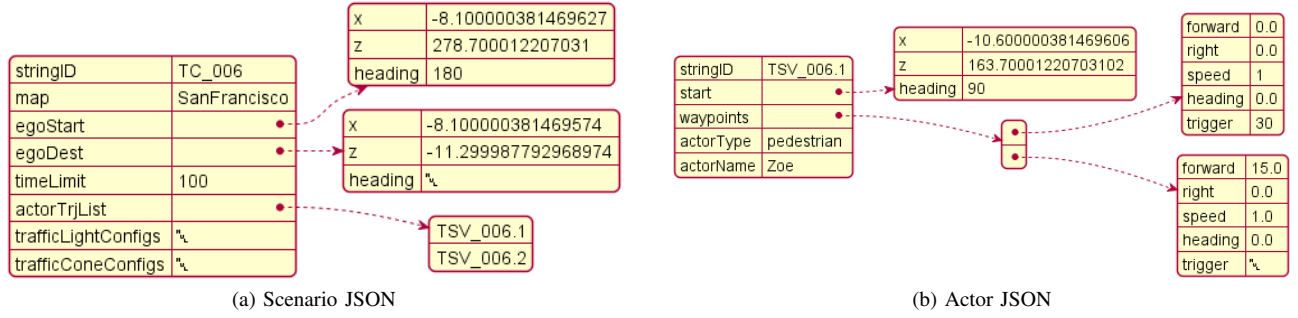 stringID TC_006
map SanFrancisco
egoStart
egoDest
timeLimit 100
actorTrjList
trafficLightConfigs
trafficConeConfigs
x -8.100000381469627
z 278.700012207031
heading 180
x -8.100000381469574
z -11.299987792968974
heading
TSV_006.1
TSV_006.2
(a) Scenario JSON
stringID TSV_006.1
start
waypoints
actorType pedestrian
actorName Zoe
x -10.600000381469606
z 163.70001220703102
heading 90
forward 0.0
right 0.0
speed 1
heading 0.0
trigger 30
forward 15.0
right 0.0
speed 1.0
heading 0.0
trigger
(b) Actor JSON